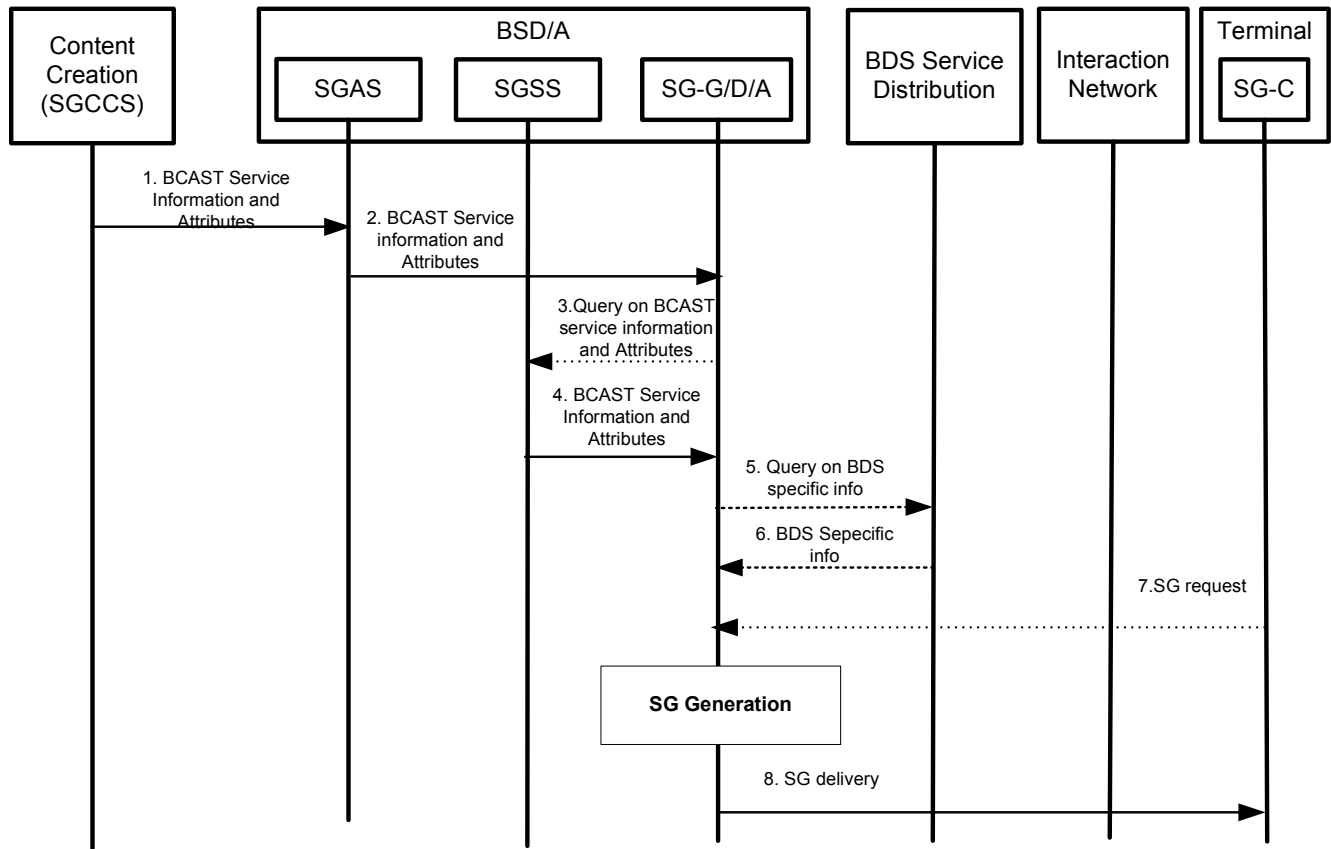 Content
Creation
(SGCCS)
BSD/A
SGAS
SGSS
SG-G/D/A
BDS Service
Distribution
Interaction
Network
Terminal
SG-C
1. BCAST Service
Information and
Attributes
2. BCAST Service
information and
Attributes
3.Query on BCAST
service information
and Attributes
4. BCAST Service
Information and
Attributes
5. Query on BDS
specific info
6. BDS Sepecific
info
7.SG request
SG Generation
8. SG delivery